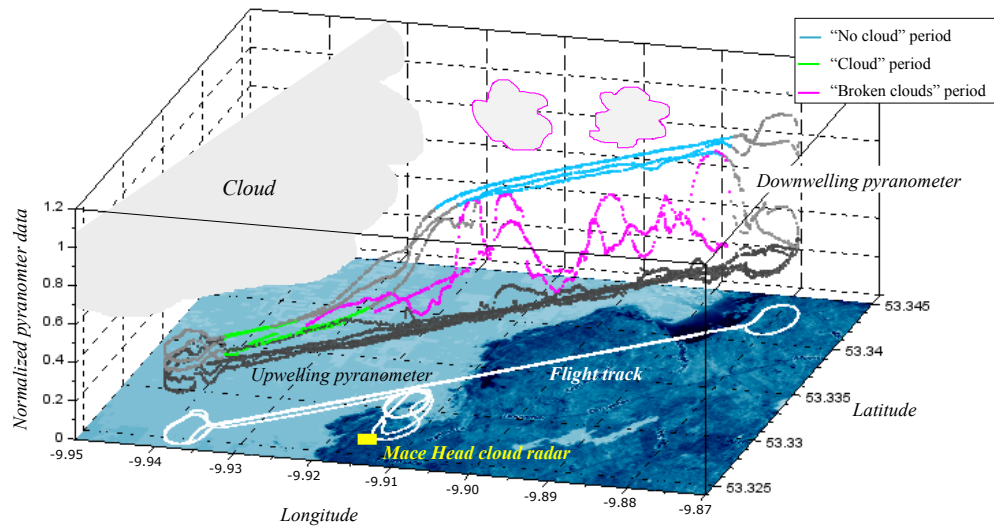 “No cloud” period
“Cloud” period
“Broken clouds” period
Cloud
Downwelling pyranometer
Normalized pyranometer data
1.2
1
0.8
0.6
0.4
0.2
0
Upwelling pyranometer
Flight track
Mace Head cloud radar
-9.95
-9.94
-9.93
-9.92
-9.91
-9.90
-9.89
-9.88
-9.87
Longitude
53.345
53.34
53.335
53.33
53.325
Latitude